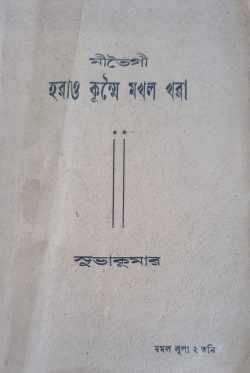 মীতৈগী
হরাও কুম্মৈ মখল খরা
সুভাকুমার
মমল লুপা ২ তনি